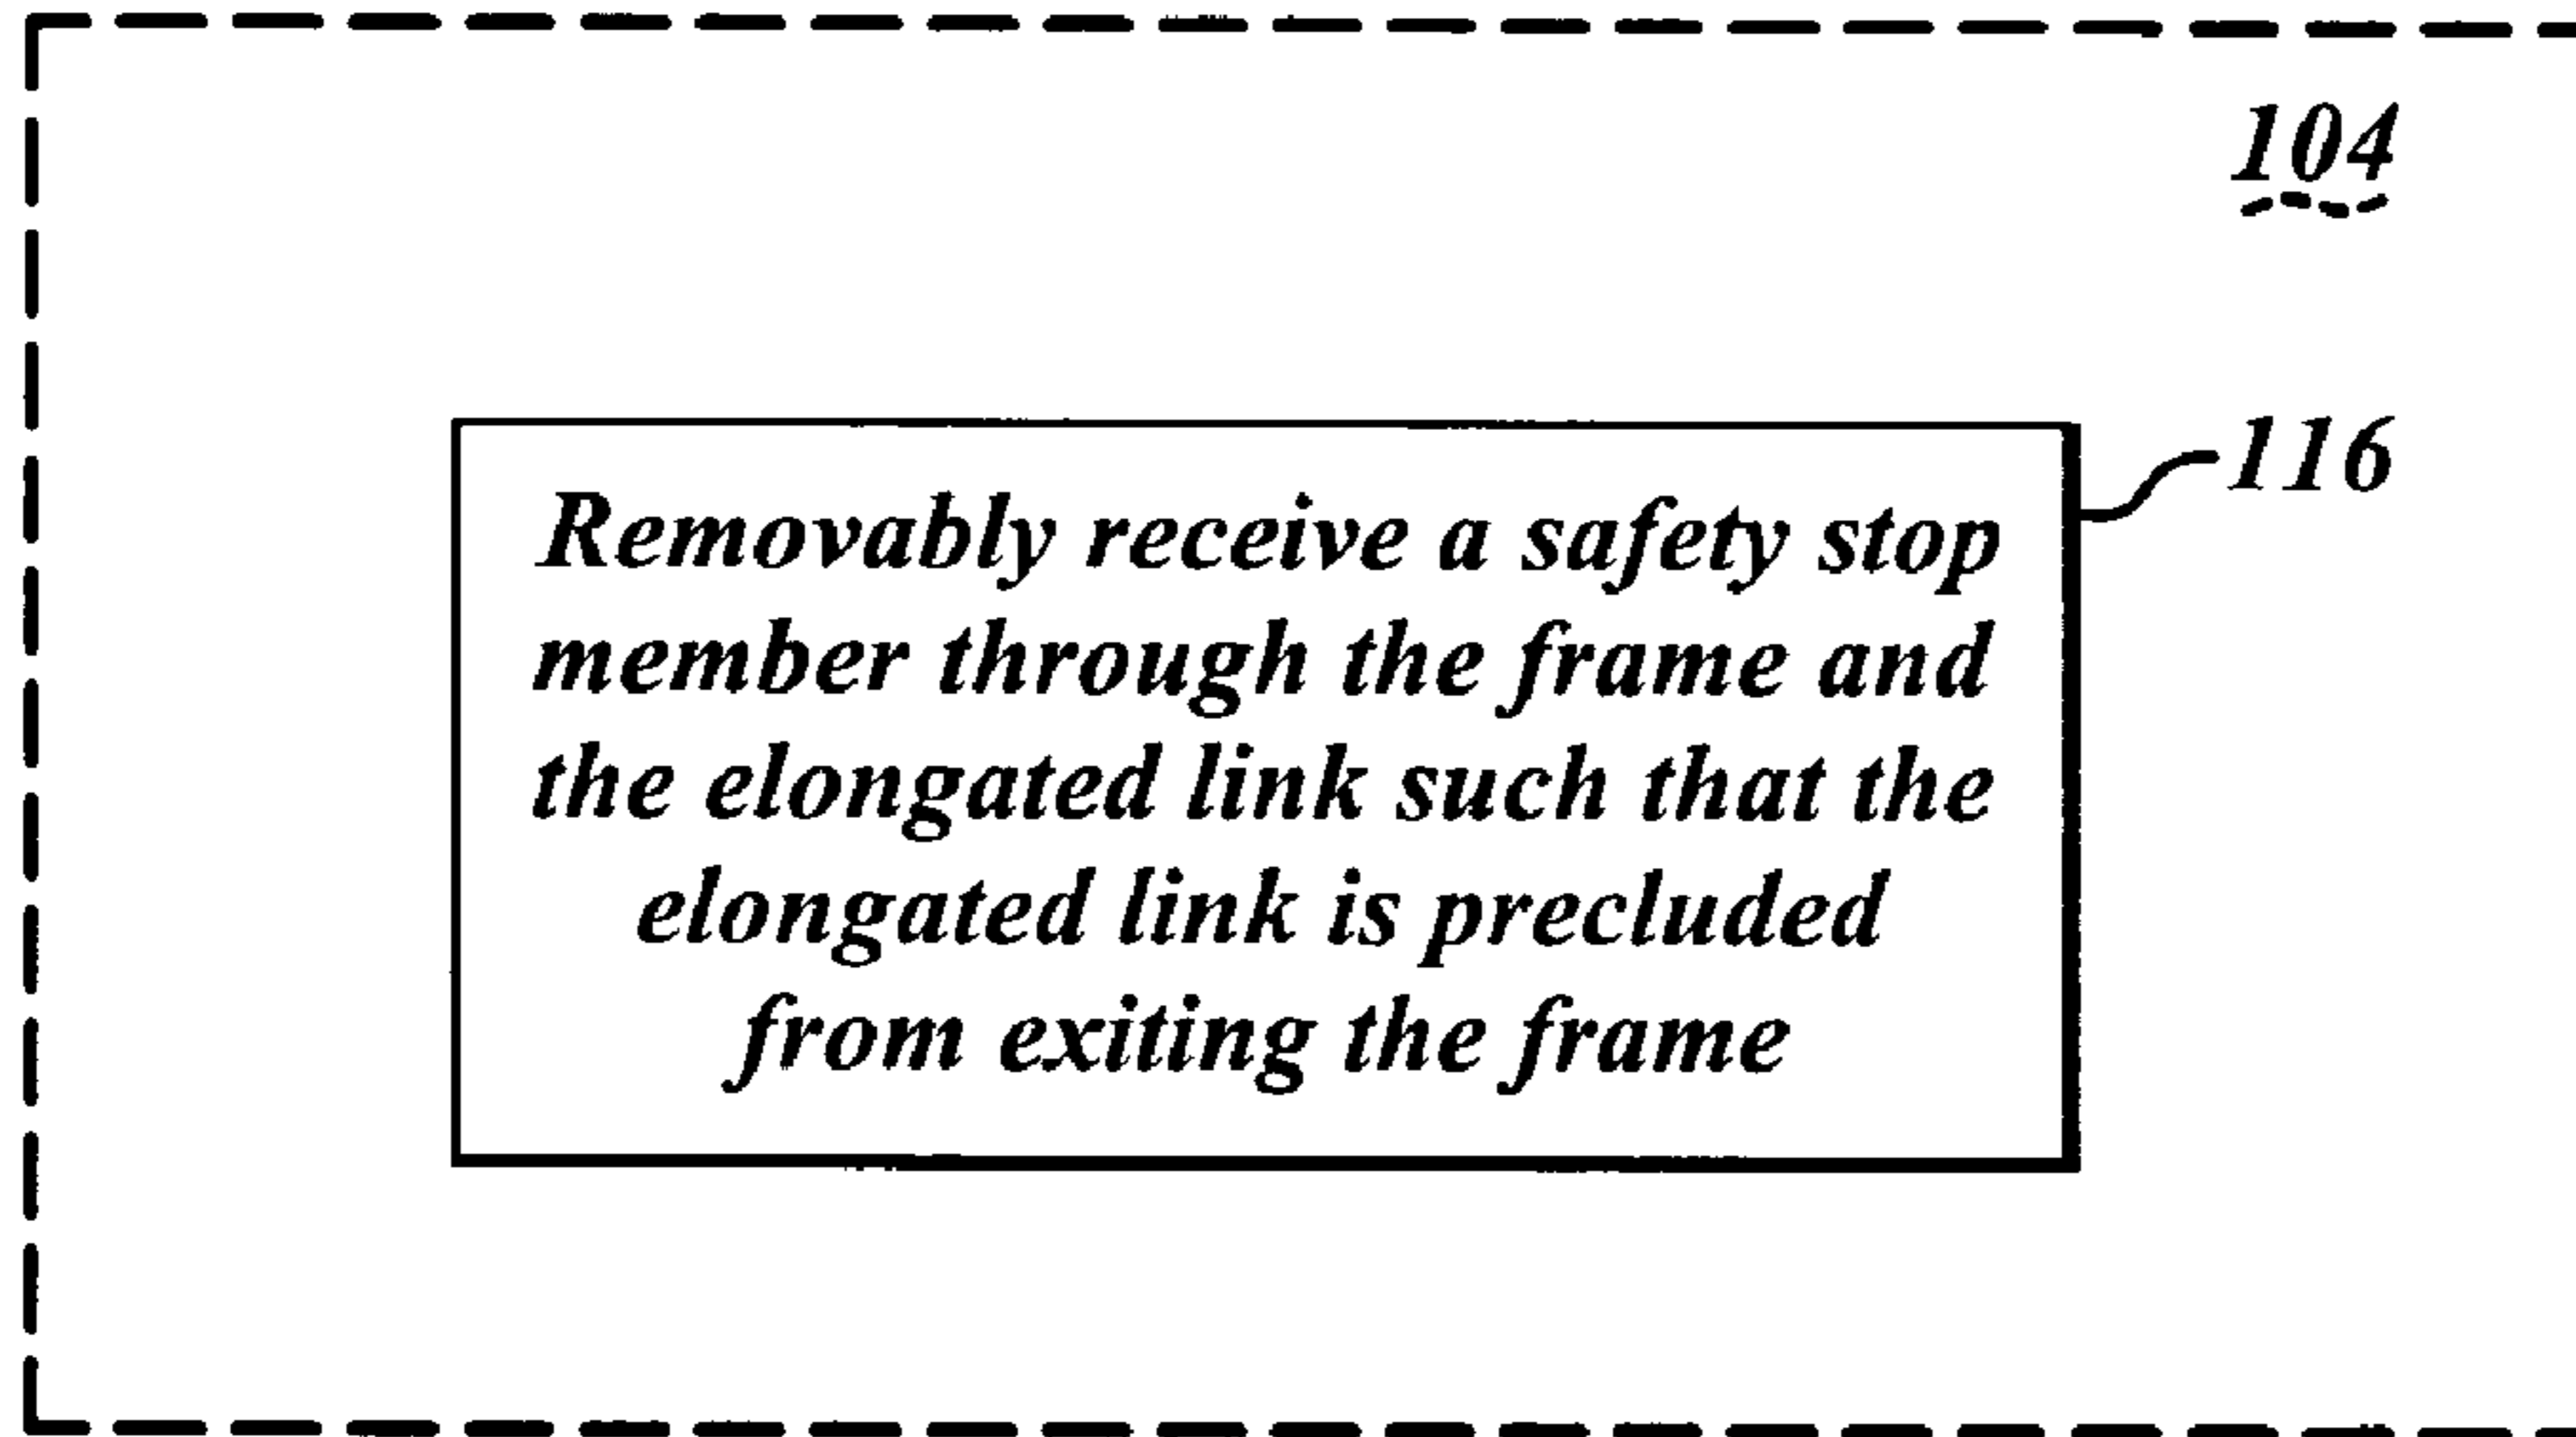 104
116
Removably receive a safety stop
member through the frame and
the elongated link such that the
elongated link is precluded
from exiting the frame